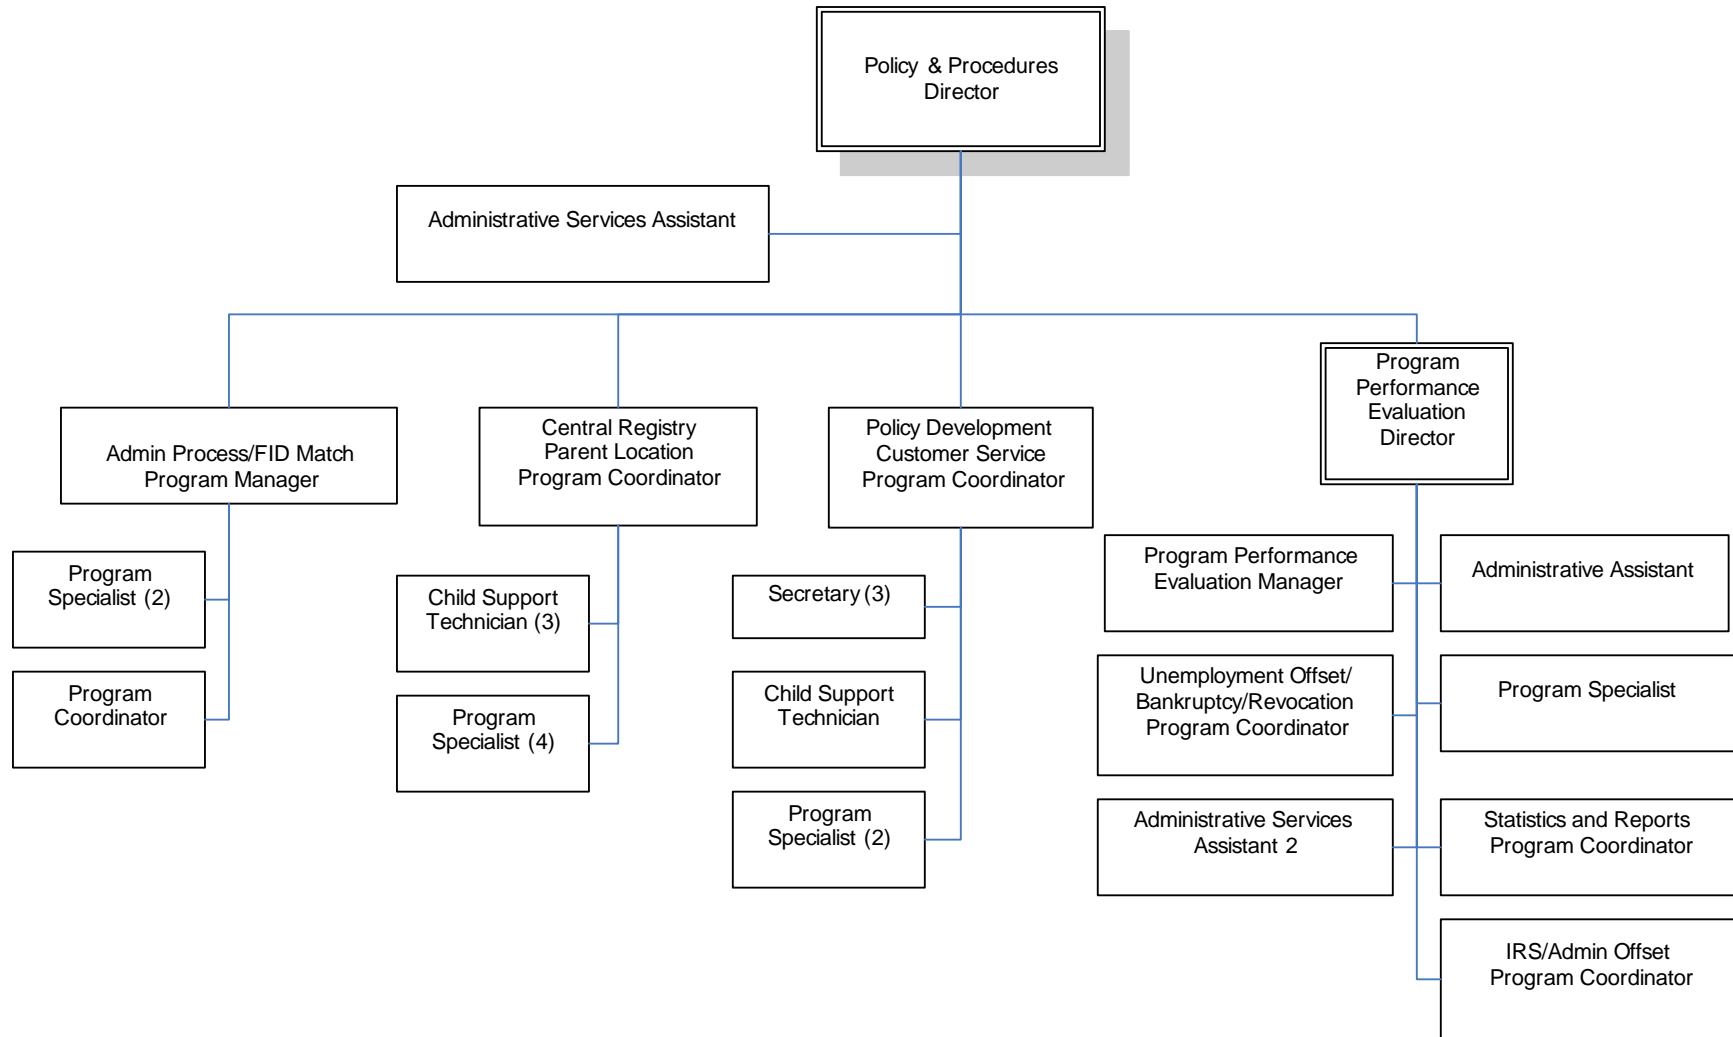 Policy & Procedures
Director
Administrative Services Assistant
Admin Process/FID Match
Program Manager
Central Registry
Parent Location
Program Coordinator
Policy Development
Customer Service
Program Coordinator
Program
Performance
Evaluation
Director
Program
Specialist (2)
Program
Coordinator
Child Support
Technician (3)
Program
Specialist (4)
Secretary (3)
Child Support
Technician
Program
Specialist (2)
Program Performance
Evaluation Manager
Administrative Assistant
Unemployment Offset/
Bankruptcy/Revocation
Program Coordinator
Program Specialist
Administrative Services
Assistant 2
Statistics and Reports
Program Coordinator
IRS/Admin Offset
Program Coordinator